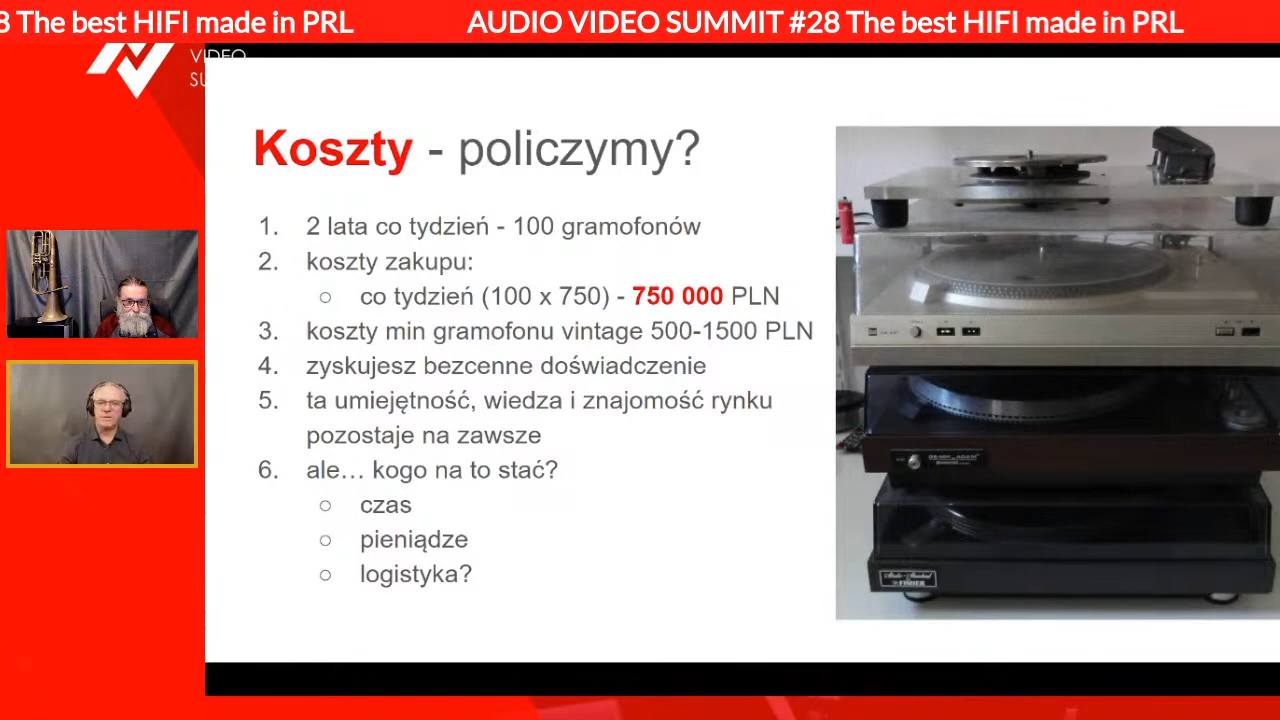 8 The best HIFI made in PRL
AUDIO VIDEO SUMMIT #28 The best HIFI made in PRL
VIDEO
SU
Koszty - policzymy?
1. 2 lata co tydzień - 100 gramofonów
2. koszty zakupu:
○ co tydzień (100 x 750) - 750 000 PLN
3. koszty min gramofonu vintage 500-1500 PLN
4. zyskujesz bezcenne doświadczenie
5. ta umiejętność, wiedza i znajomość rynku
pozostaje na zawsze
6. ale… kogo na to stać?
○ czas
○ pieniądze
○ logistyka?
FISHER